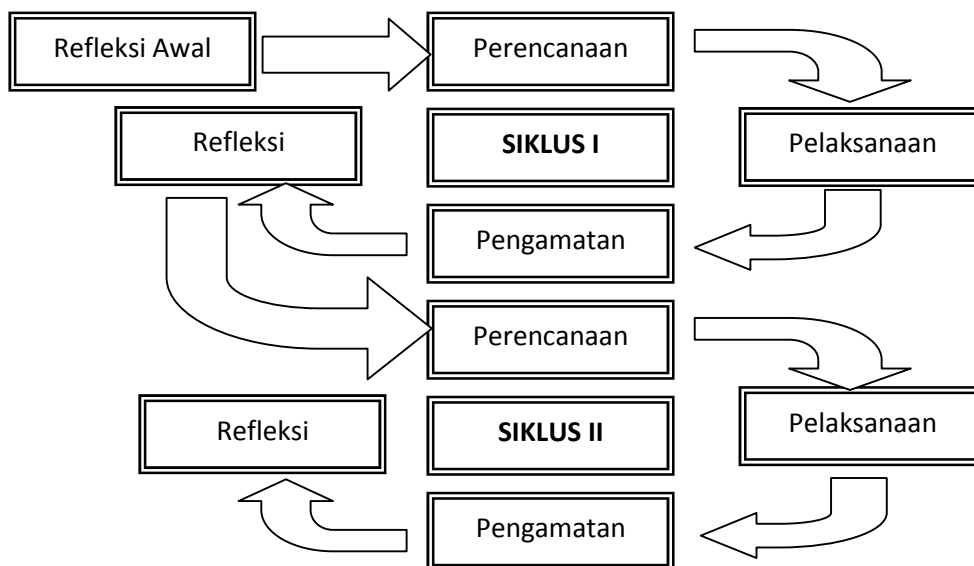 Refleksi Awal
Perencanaan
Refleksi
SIKLUS I
Pelaksanaan
Pengamatan
Perencanaan
Refleksi
SIKLUS II
Pelaksanaan
Pengamatan